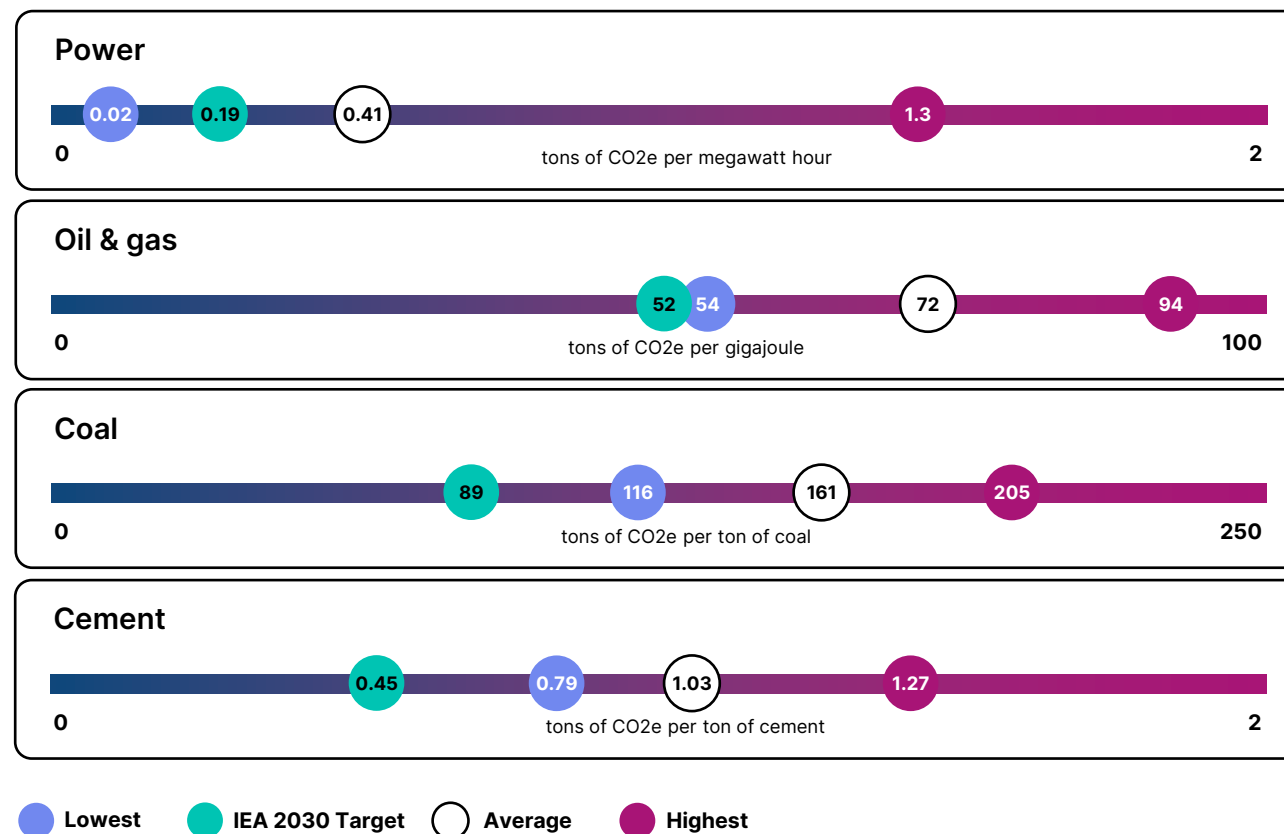 Power
0.02 0.19 0.41 1.3
0 tons of CO2e per megawatt hour 2
Oil & gas
52 54 72 94
0 tons of CO2e per gigajoule 100
Coal
89 116 161 205
0 tons of CO2e per ton of coal 250
Cement
0.45 0.79 1.03 1.27
0 tons of CO2e per ton of cement 2
Lowest IEA 2030 Target Average Highest